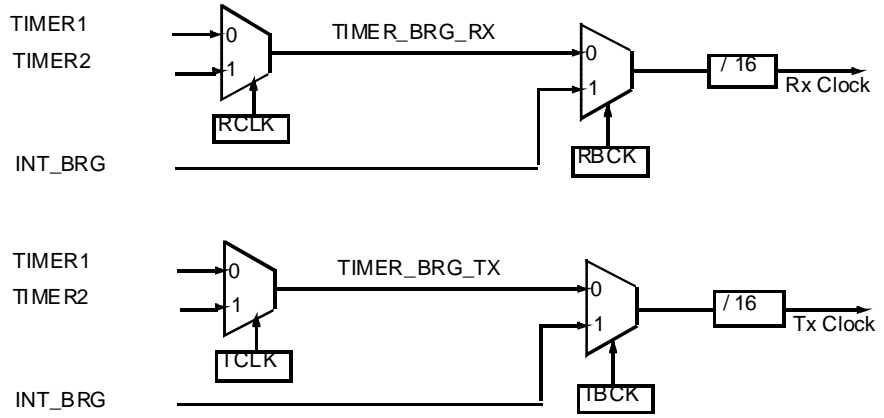 TIMER1
0
TIMER_BRG_RX
TIMER2
1
0
/ 16
1
Rx Clock
RCLK
INT_BRG
RBCK
TIMER1
0
TIMER_BRG_TX
TIMER2
1
0
/ 16
1
Tx Clock
TCLK
INT_BRG
TBCK